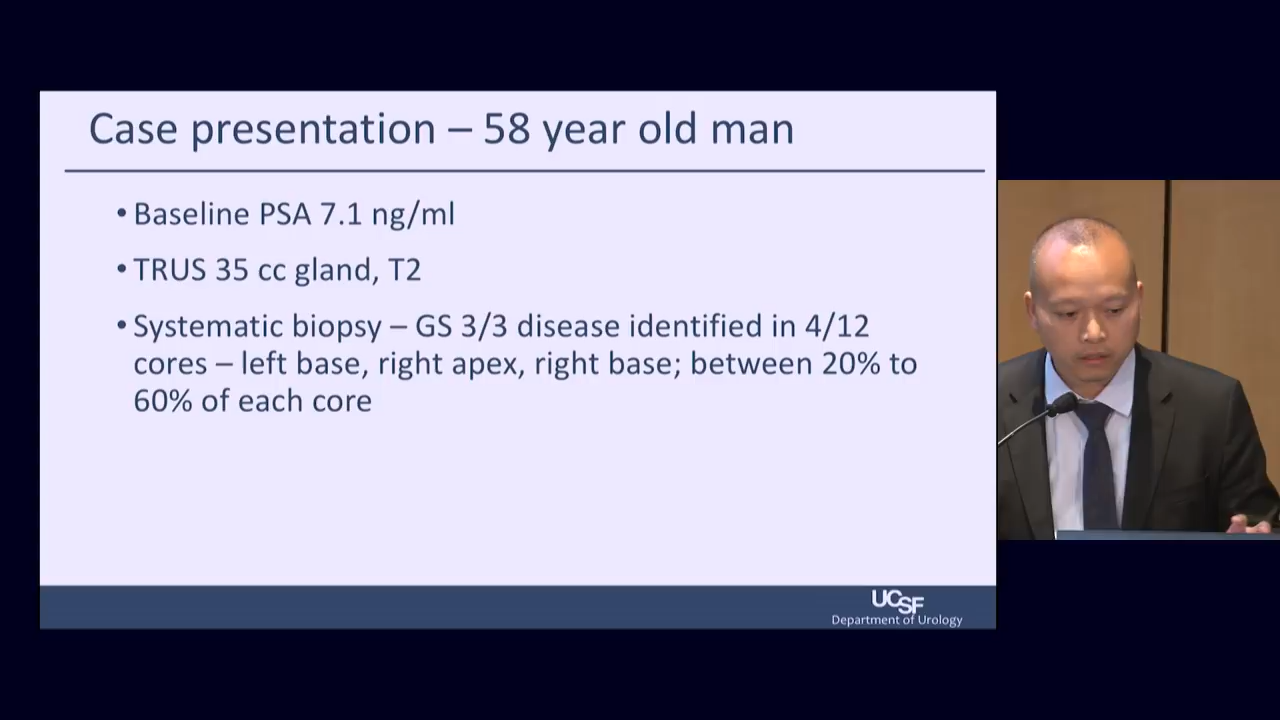 Case presentation – 58 year old man
• Baseline PSA 7.1 ng/ml
• TRUS 35 cc gland, T2
• Systematic biopsy – GS 3/3 disease identified in 4/12
cores – left base, right apex, right base; between 20% to
60% of each core
UCSF
Department of Urology